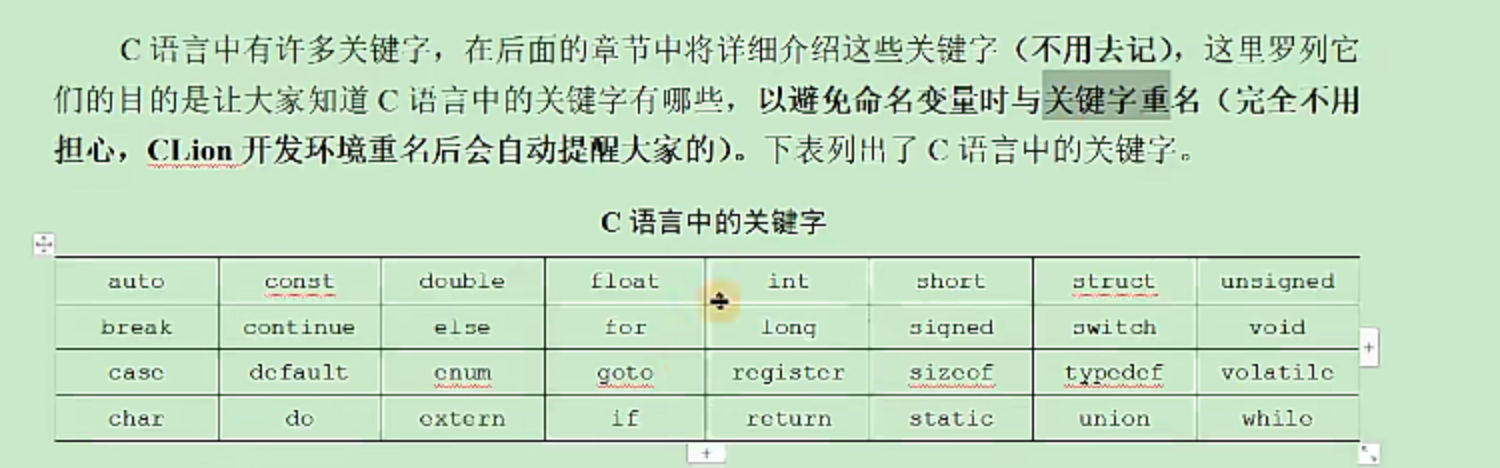 C 语言中有许多关键字，在后面的章节中将详细介绍这些关键字（不用去记），这里罗列它
们的目的是让大家知道 C 语言中的关键字有哪些，以避免命名变量时与关键字重名（完全不用
担心，CLion 开发环境重名后会自动提醒大家的）。下表列出了 C 语言中的关键字。
C 语言中的关键字
auto const double float int short struct unsigned
break continue else for long signed switch void
case default enum goto register sizeof typedef volatile
char do extern if return static union while